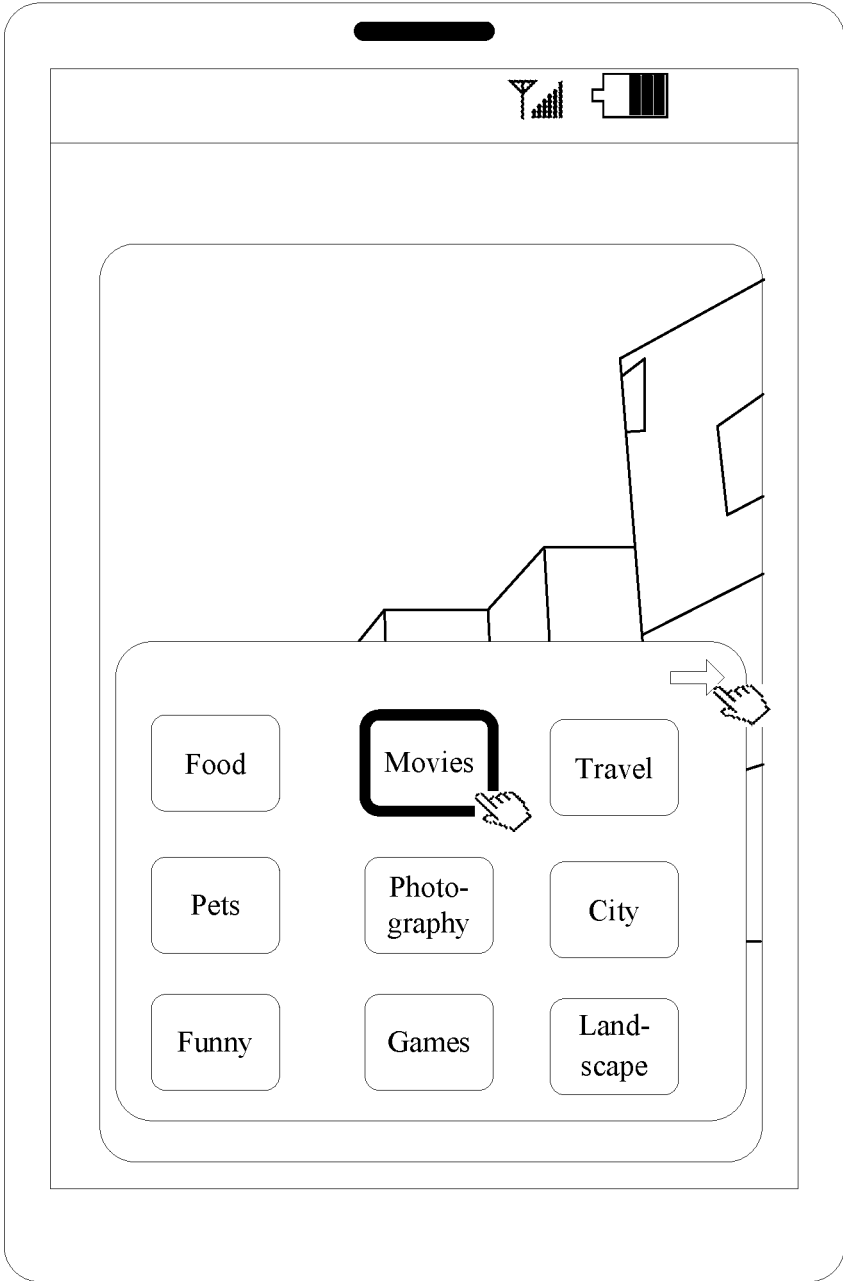 Food
Movies
Travel
Pets
Photo-
graphy
City
Funny
Games
Land-
scape